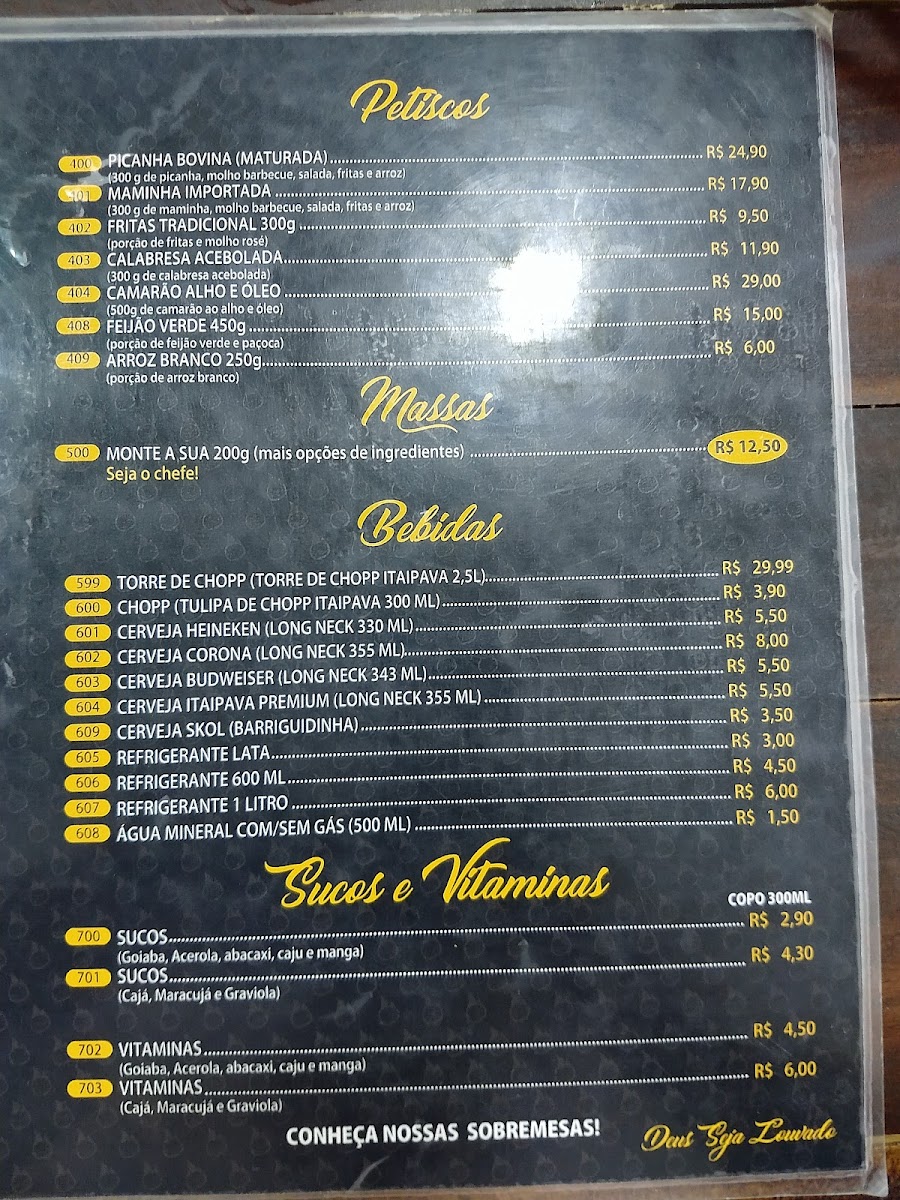 Petiscos
400 PICANHA BOVINA (MATURADA) R$ 24,90
(300 g de picanha, molho barbecue, salada, fritas e arroz)
401 MAMINHA IMPORTADA R$ 17,90
(300 g de maminha, molho barbecue, salada, fritas e arroz)
402 FRITAS TRADICIONAL 300g R$ 9,50
(porção de fritas e molho rosé)
403 CALABRESA ACEBOLADA R$ 11,90
(300 g de calabresa acebolada)
404 CAMARÃO ALHO E ÓLEO R$ 29,00
(500g de camarão ao alho e óleo)
408 FEIJÃO VERDE 450g R$ 15,00
(porção de feijão verde e paçoca)
409 ARROZ BRANCO 250g R$ 6,00
(porção de arroz branco)
Massas
500 MONTE A SUA 200g (mais opções de ingredientes) R$ 12,50
Seja o chefe!
Bebidas
599 TORRE DE CHOPP (TORRE DE CHOPP ITAIPAVA 2,5L) R$ 29,99
600 CHOPP (TULIPA DE CHOPP ITAIPAVA 300 ML) R$ 3,90
601 CERVEJA HEINEKEN (LONG NECK 330 ML) R$ 5,50
602 CERVEJA CORONA (LONG NECK 355 ML) R$ 8,00
603 CERVEJA BUDWEISER (LONG NECK 343 ML) R$ 5,50
604 CERVEJA ITAIPAVA PREMIUM (LONG NECK 355 ML) R$ 5,50
609 CERVEJA SKOL (BARRIGUIDINHA) R$ 3,50
605 REFRIGERANTE LATA R$ 3,00
606 REFRIGERANTE 600 ML R$ 4,50
607 REFRIGERANTE 1 LITRO R$ 6,00
608 ÁGUA MINERAL COM/SEM GÁS (500 ML) R$ 1,50
Sucos e Vitaminas
COPO 300ML
700 SUCOS R$ 2,90
(Goiaba, Acerola, abacaxi, caju e manga)
701 SUCOS R$ 4,30
(Cajá, Maracujá e Graviola)
702 VITAMINAS R$ 4,50
(Goiaba, Acerola, abacaxi, caju e manga)
703 VITAMINAS R$ 6,00
(Cajá, Maracujá e Graviola)
CONHEÇA NOSSAS SOBREMESAS!
Deus Seja Louvado